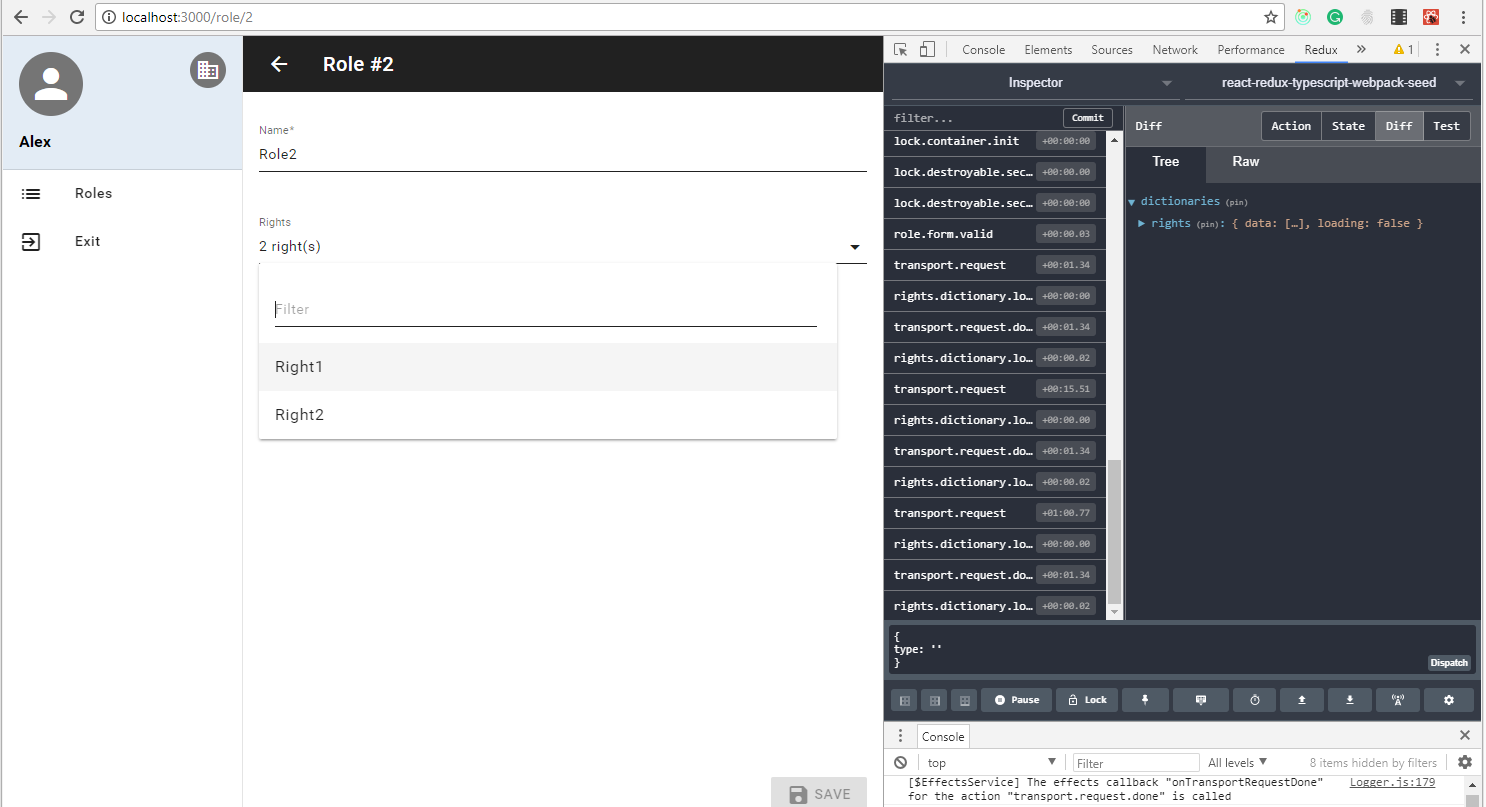 localhost:3000/role/2
Alex
Roles
Exit
Role #2
Name*
Role2
Rights
2 right(s)
Filter
Right1
Right2
SAVE
Console Elements Sources Network Performance Redux » 1
Inspector
react-redux-typescript-webpack-seed
filter... Commit
lock.container.init +00:00:00
lock.destroyable.sec… +00:00.00
lock.destroyable.sec… +00:00:00
role.form.valid +00:00.03
transport.request +00:01.34
rights.dictionary.lo… +00:00:00
transport.request.do… +00:01.34
rights.dictionary.lo… +00:00.02
transport.request +00:15.51
rights.dictionary.lo… +00:00.00
transport.request.do… +00:01.34
rights.dictionary.lo… +00:00.02
transport.request +01:00.77
rights.dictionary.lo… +00:00.00
transport.request.do… +00:01.34
rights.dictionary.lo… +00:00.02
Diff Action State Diff Test
Tree Raw
dictionaries (pin)
rights (pin): { data: […], loading: false }
{
type: ''
}
Dispatch
Pause Lock
Console
top Filter All levels 8 items hidden by filters
[$EffectsService] The effects callback "onTransportRequestDone" Logger.js:179
for the action "transport.request.done" is called